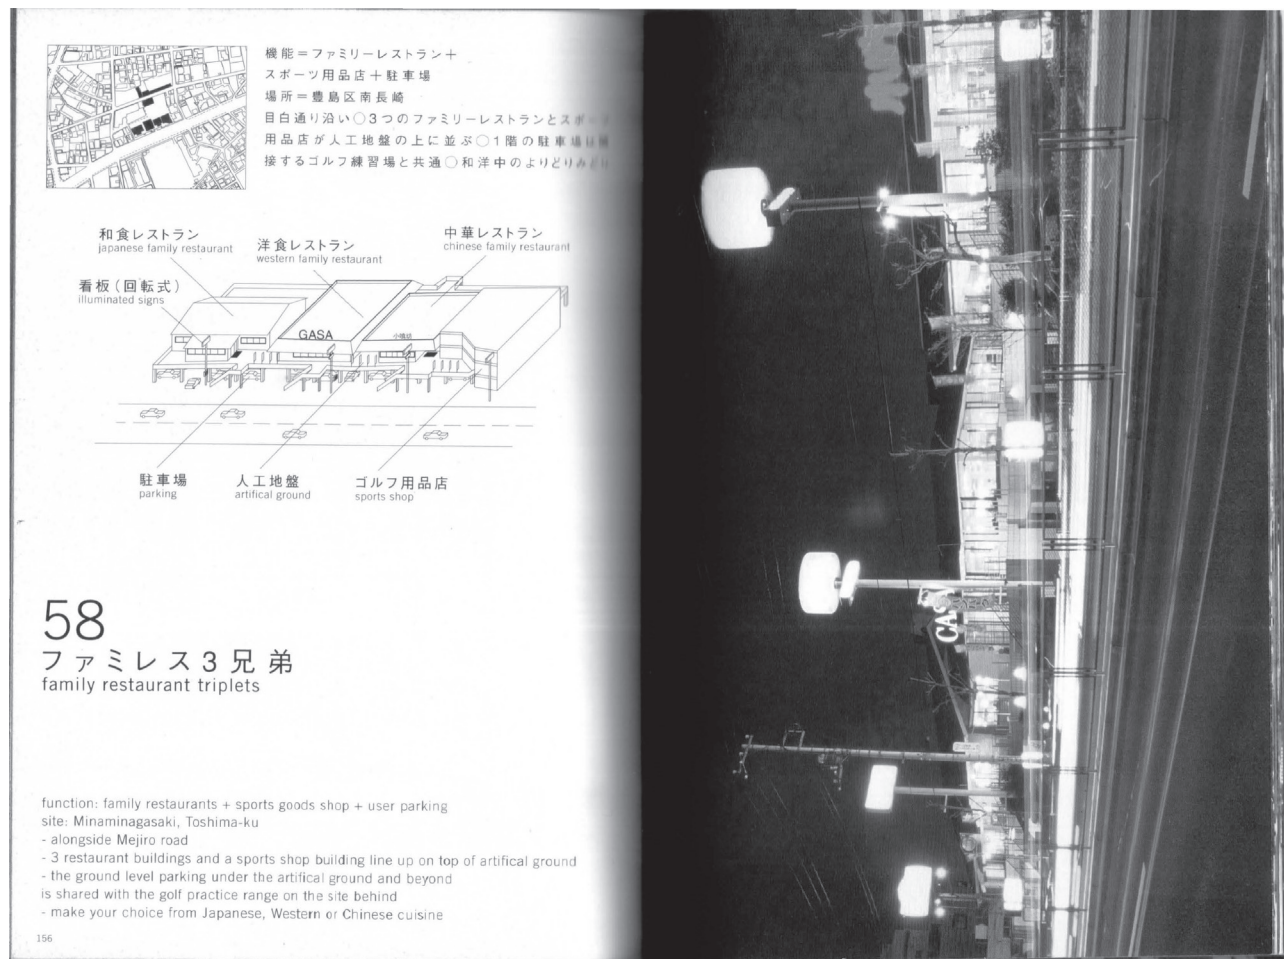 機能＝ファミリーレストラン＋
スポーツ用品店＋駐車場
場所＝豊島区南長崎
目白通り沿い○3つのファミリーレストランとスポーツ
用品店が人工地盤の上に並ぶ○1階の駐車場は
接するゴルフ練習場と共通○和洋中のよりどりみどり
和食レストラン
japanese family restaurant
洋食レストラン
western family restaurant
中華レストラン
chinese family restaurant
看板（回転式）
illuminated signs
GASA
駐車場
parking
人工地盤
artifical ground
ゴルフ用品店
sports shop
58
ファミレス3兄弟
family restaurant triplets
function: family restaurants + sports goods shop + user parking
site: Minaminagasaki, Toshima-ku
- alongside Mejiro road
- 3 restaurant buildings and a sports shop building line up on top of artifical ground
- the ground level parking under the artifical ground and beyond
is shared with the golf practice range on the site behind
- make your choice from Japanese, Western or Chinese cuisine
156
CASA